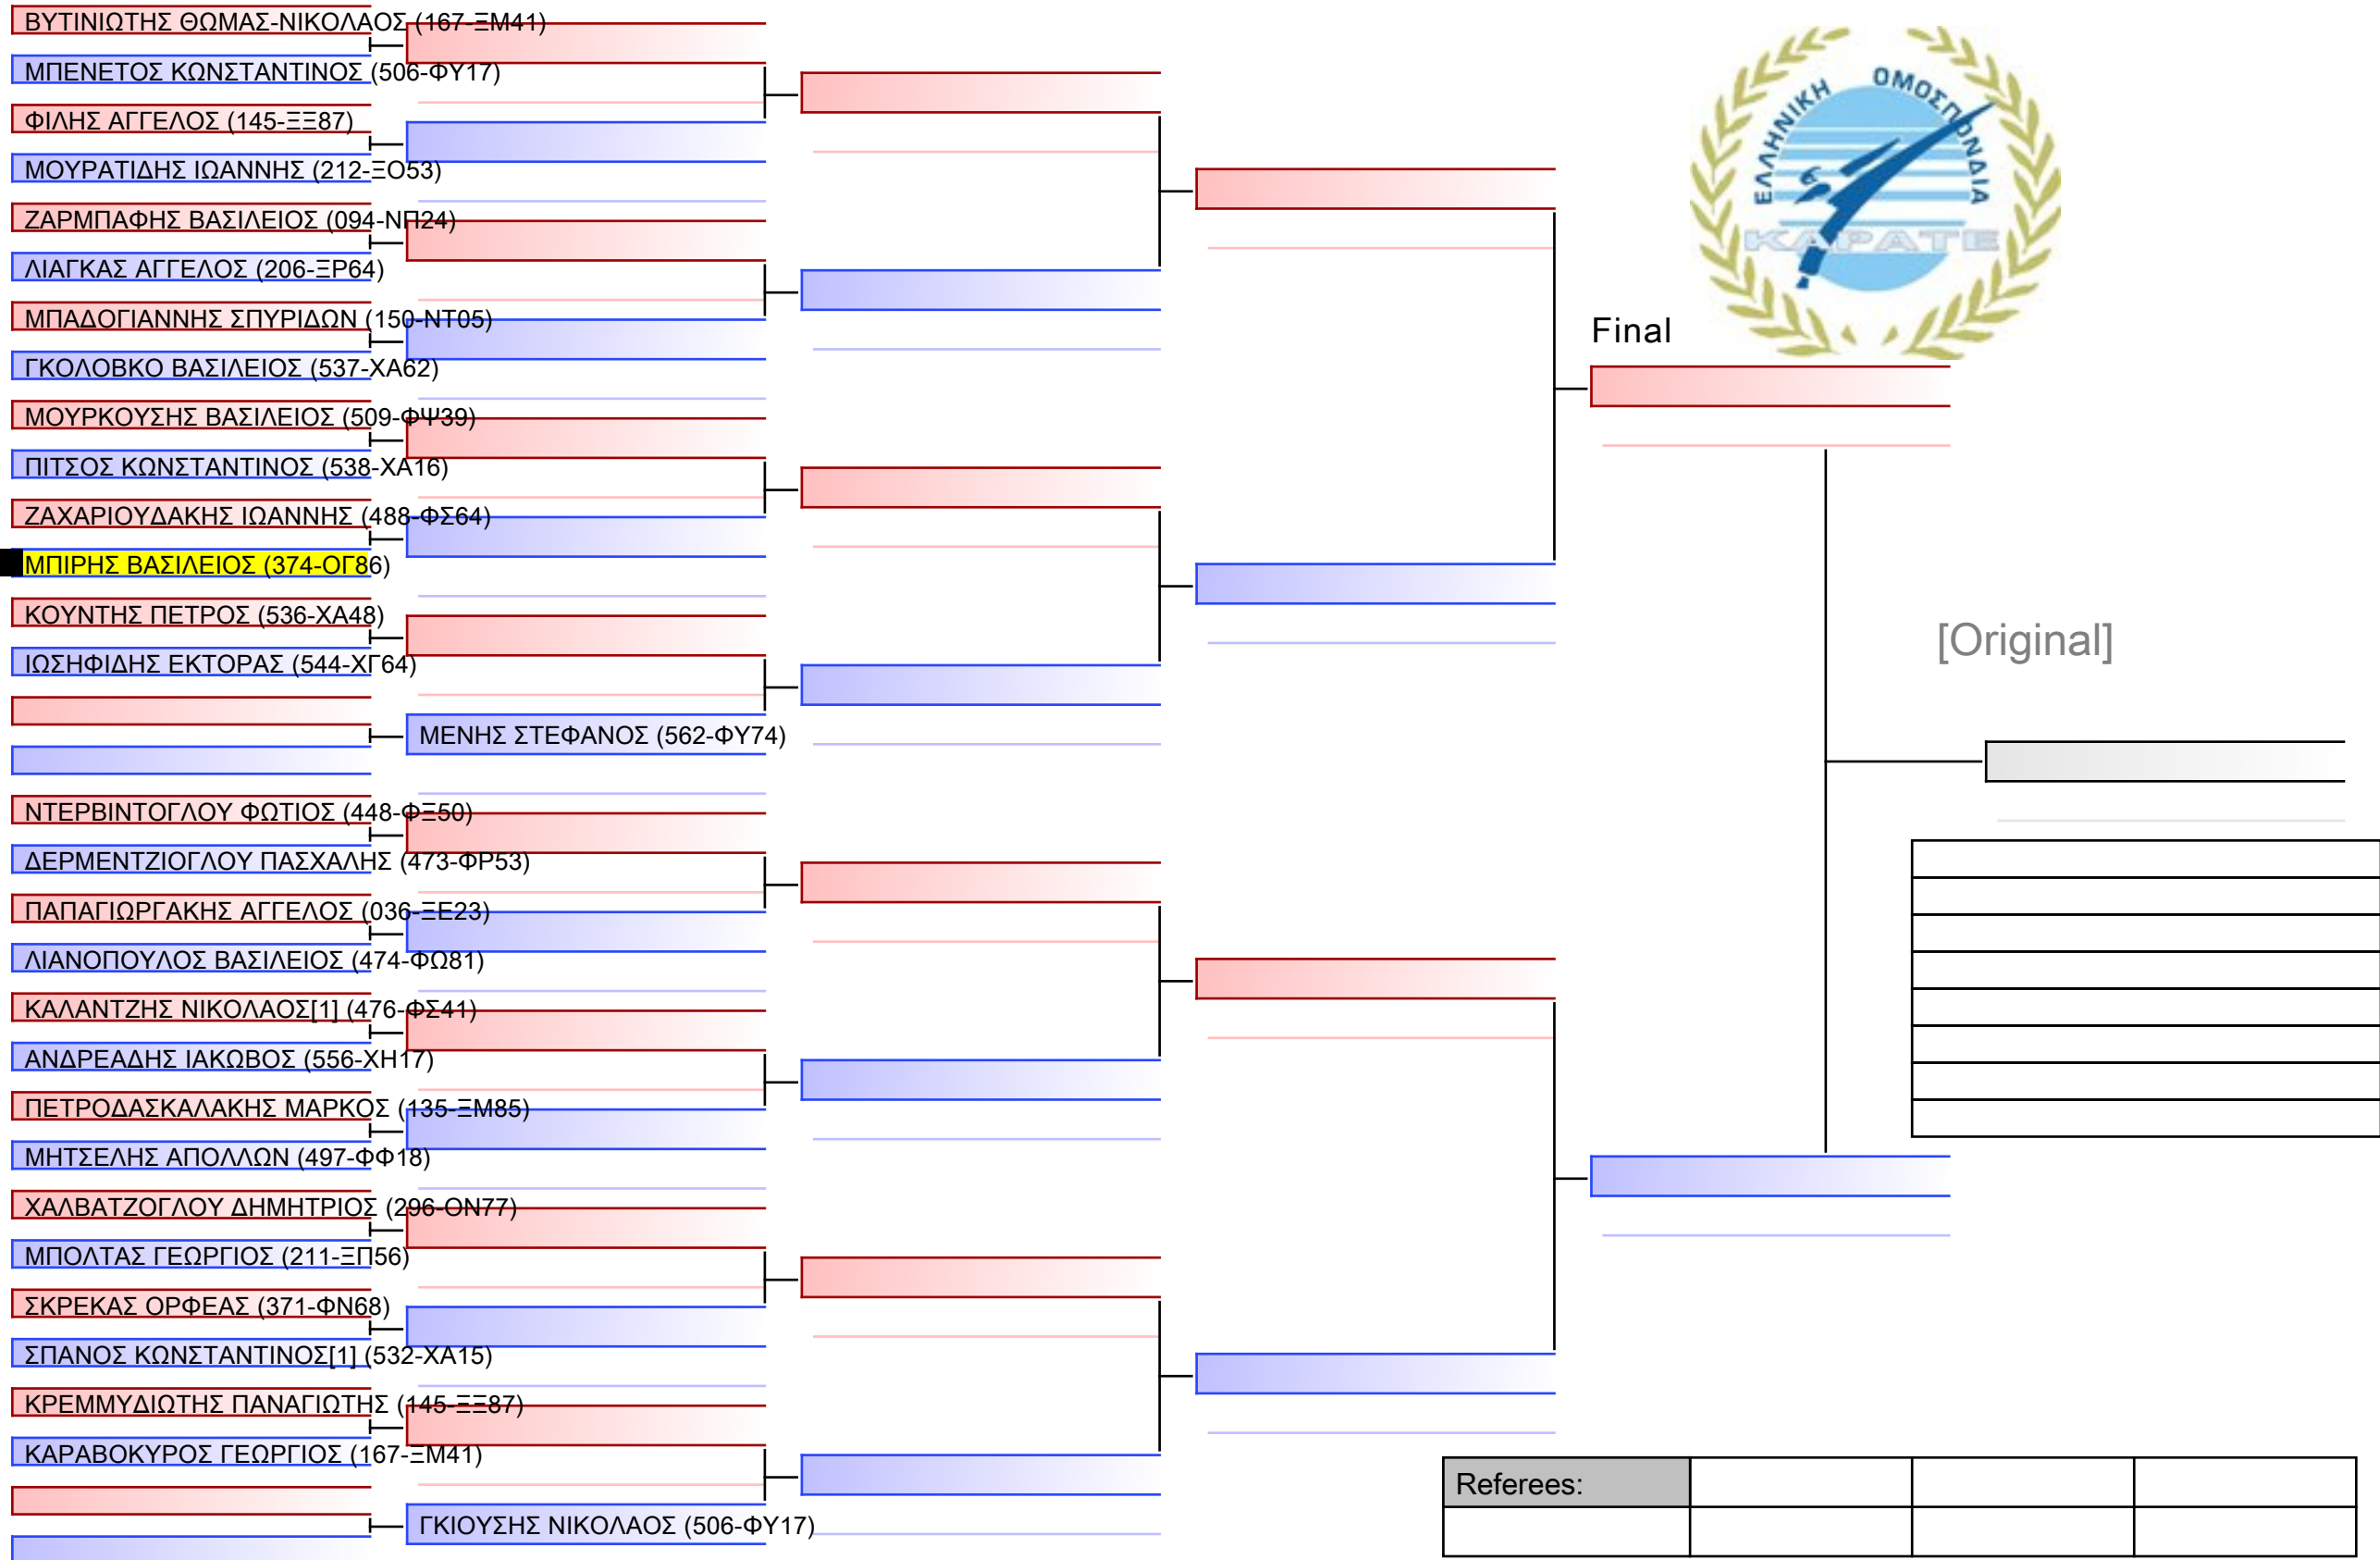 ΒΥΤΙΝΙΩΤΗΣ ΘΩΜΑΣ-ΝΙΚΟΛΑΟΣ (167-ΞΜ41)
ΜΠΕΝΕΤΟΣ ΚΩΝΣΤΑΝΤΙΝΟΣ (506-ΦΥ17)
ΦΙΛΗΣ ΑΓΓΕΛΟΣ (145-ΞΞ87)
ΜΟΥΡΑΤΙΔΗΣ ΙΩΑΝΝΗΣ (212-ΞΟ53)
ΖΑΡΜΠΑΦΗΣ ΒΑΣΙΛΕΙΟΣ (094-ΝΠ24)
ΛΙΑΓΚΑΣ ΑΓΓΕΛΟΣ (206-ΞΡ64)
ΜΠΑΔΟΓΙΑΝΝΗΣ ΣΠΥΡΙΔΩΝ (150-ΝΤ05)
ΓΚΟΛΟΒΚΟ ΒΑΣΙΛΕΙΟΣ (537-ΧΑ62)
ΜΟΥΡΚΟΥΣΗΣ ΒΑΣΙΛΕΙΟΣ (509-ΦΨ39)
ΠΙΤΣΟΣ ΚΩΝΣΤΑΝΤΙΝΟΣ (538-ΧΑ16)
ΖΑΧΑΡΙΟΥΔΑΚΗΣ ΙΩΑΝΝΗΣ (488-ΦΣ64)
ΜΠΙΡΗΣ ΒΑΣΙΛΕΙΟΣ (374-ΟΓ86)
ΚΟΥΝΤΗΣ ΠΕΤΡΟΣ (536-ΧΑ48)
ΙΩΣΗΦΙΔΗΣ ΕΚΤΟΡΑΣ (544-ΧΓ64)
ΜΕΝΗΣ ΣΤΕΦΑΝΟΣ (562-ΦΥ74)
ΝΤΕΡΒΙΝΤΟΓΛΟΥ ΦΩΤΙΟΣ (448-ΦΞ50)
ΔΕΡΜΕΝΤΖΙΟΓΛΟΥ ΠΑΣΧΑΛΗΣ (473-ΦΡ53)
ΠΑΠΑΓΙΩΡΓΑΚΗΣ ΑΓΓΕΛΟΣ (036-ΞΕ23)
ΛΙΑΝΟΠΟΥΛΟΣ ΒΑΣΙΛΕΙΟΣ (474-ΦΩ81)
ΚΑΛΑΝΤΖΗΣ ΝΙΚΟΛΑΟΣ[1] (476-ΦΣ41)
ΑΝΔΡΕΑΔΗΣ ΙΑΚΩΒΟΣ (556-ΧΗ17)
ΠΕΤΡΟΔΑΣΚΑΛΑΚΗΣ ΜΑΡΚΟΣ (135-ΞΜ85)
ΜΗΤΣΕΛΗΣ ΑΠΟΛΛΩΝ (497-ΦΦ18)
ΧΑΛΒΑΤΖΟΓΛΟΥ ΔΗΜΗΤΡΙΟΣ (296-ΟΝ77)
ΜΠΟΛΤΑΣ ΓΕΩΡΓΙΟΣ (211-ΞΠ56)
ΣΚΡΕΚΑΣ ΟΡΦΕΑΣ (371-ΦΝ68)
ΣΠΑΝΟΣ ΚΩΝΣΤΑΝΤΙΝΟΣ[1] (532-ΧΑ15)
ΚΡΕΜΜΥΔΙΩΤΗΣ ΠΑΝΑΓΙΩΤΗΣ (145-ΞΞ87)
ΚΑΡΑΒΟΚΥΡΟΣ ΓΕΩΡΓΙΟΣ (167-ΞΜ41)
ΓΚΙΟΥΣΗΣ ΝΙΚΟΛΑΟΣ (506-ΦΥ17)
ΕΛΛΗΝΙΚΗ ΟΜΟΣΠΟΝΔΙΑ
ΚΑΡΑΤΕ
Final
[Original]
Referees: